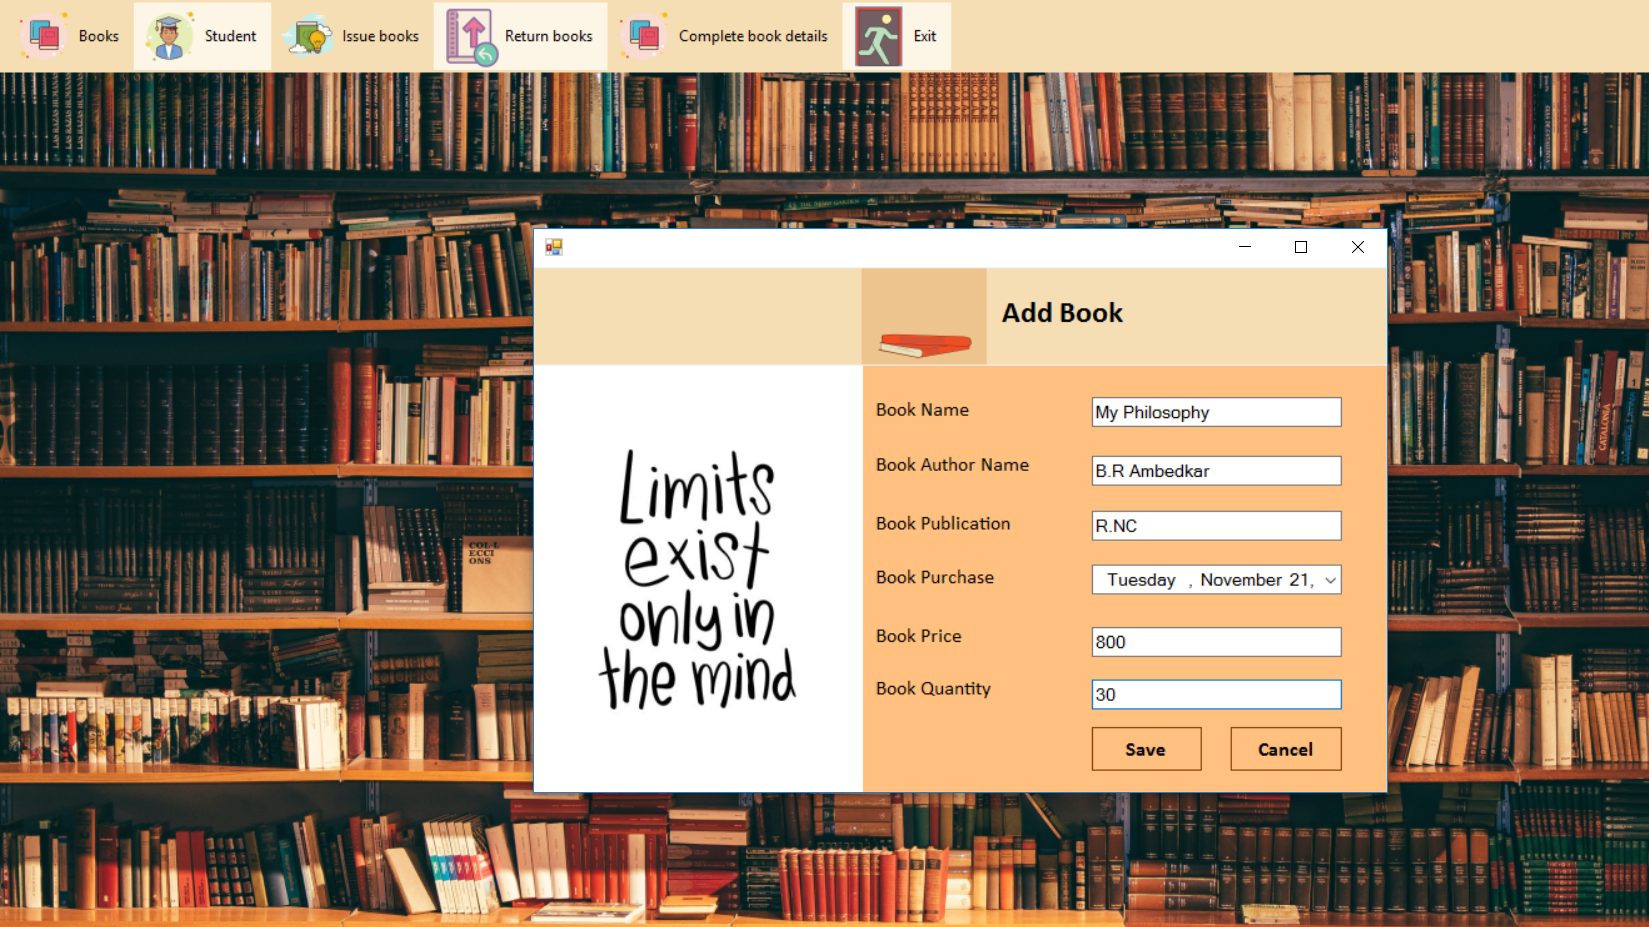 Books
Student
Issue books
Return books
Complete book details
Exit
Add Book
Limits
exist
only in
the mind
Book Name
My Philosophy
Book Author Name
B.R Ambedkar
Book Publication
R.NC
Book Purchase
Tuesday , November 21,
Book Price
800
Book Quantity
30
Save
Cancel
COL·L
ECCI
ONS